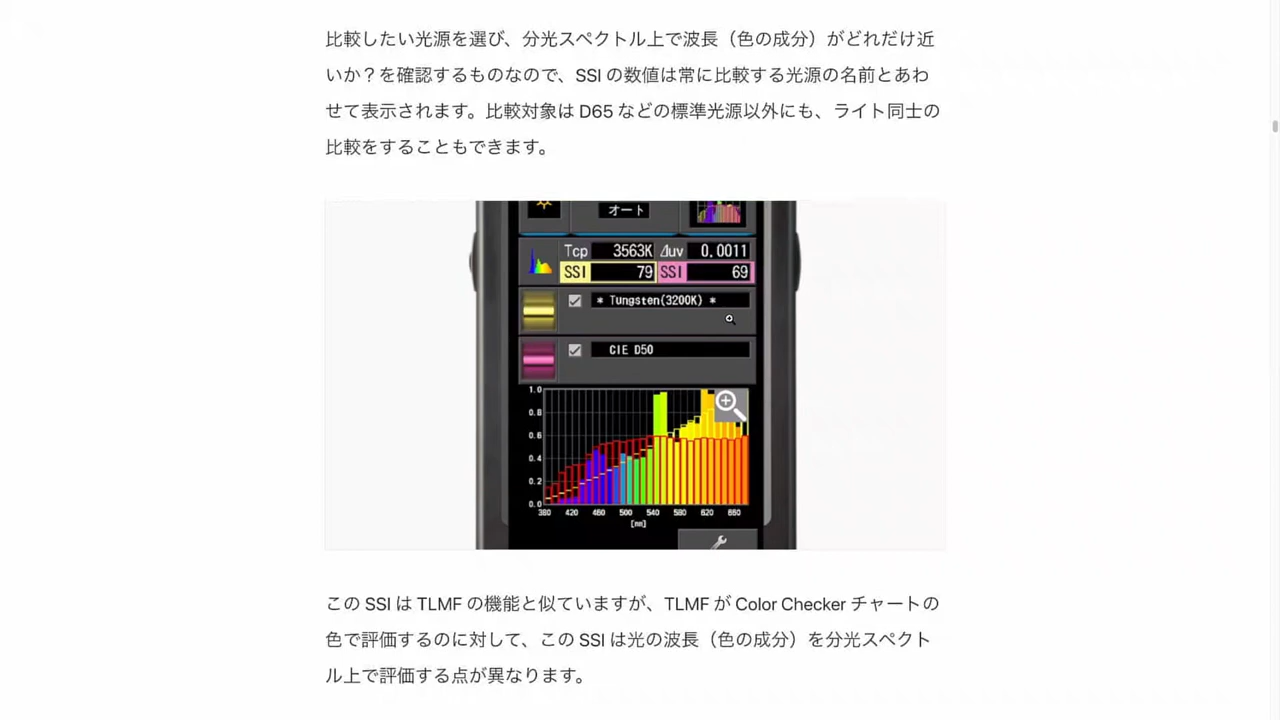 比較したい光源を選び、分光スペクトル上で波長（色の成分）がどれだけ近
いか？を確認するものなので、SSI の数値は常に比較する光源の名前とあわ
せて表示されます。比較対象は D65 などの標準光源以外にも、ライト同士の
比較をすることもできます。
オート
Tcp 3563K Δuv 0.0011
SSI 79 SSI 69
* Tungsten(3200K) *
CIE D50
1.0
0.8
0.6
0.4
0.2
0.0
380 420 460 500 540 580 620 660
[nm]
この SSI は TLMF の機能と似ていますが、TLMF が Color Checker チャートの
色で評価するのに対して、この SSI は光の波長（色の成分）を分光スペクト
ル上で評価する点が異なります。